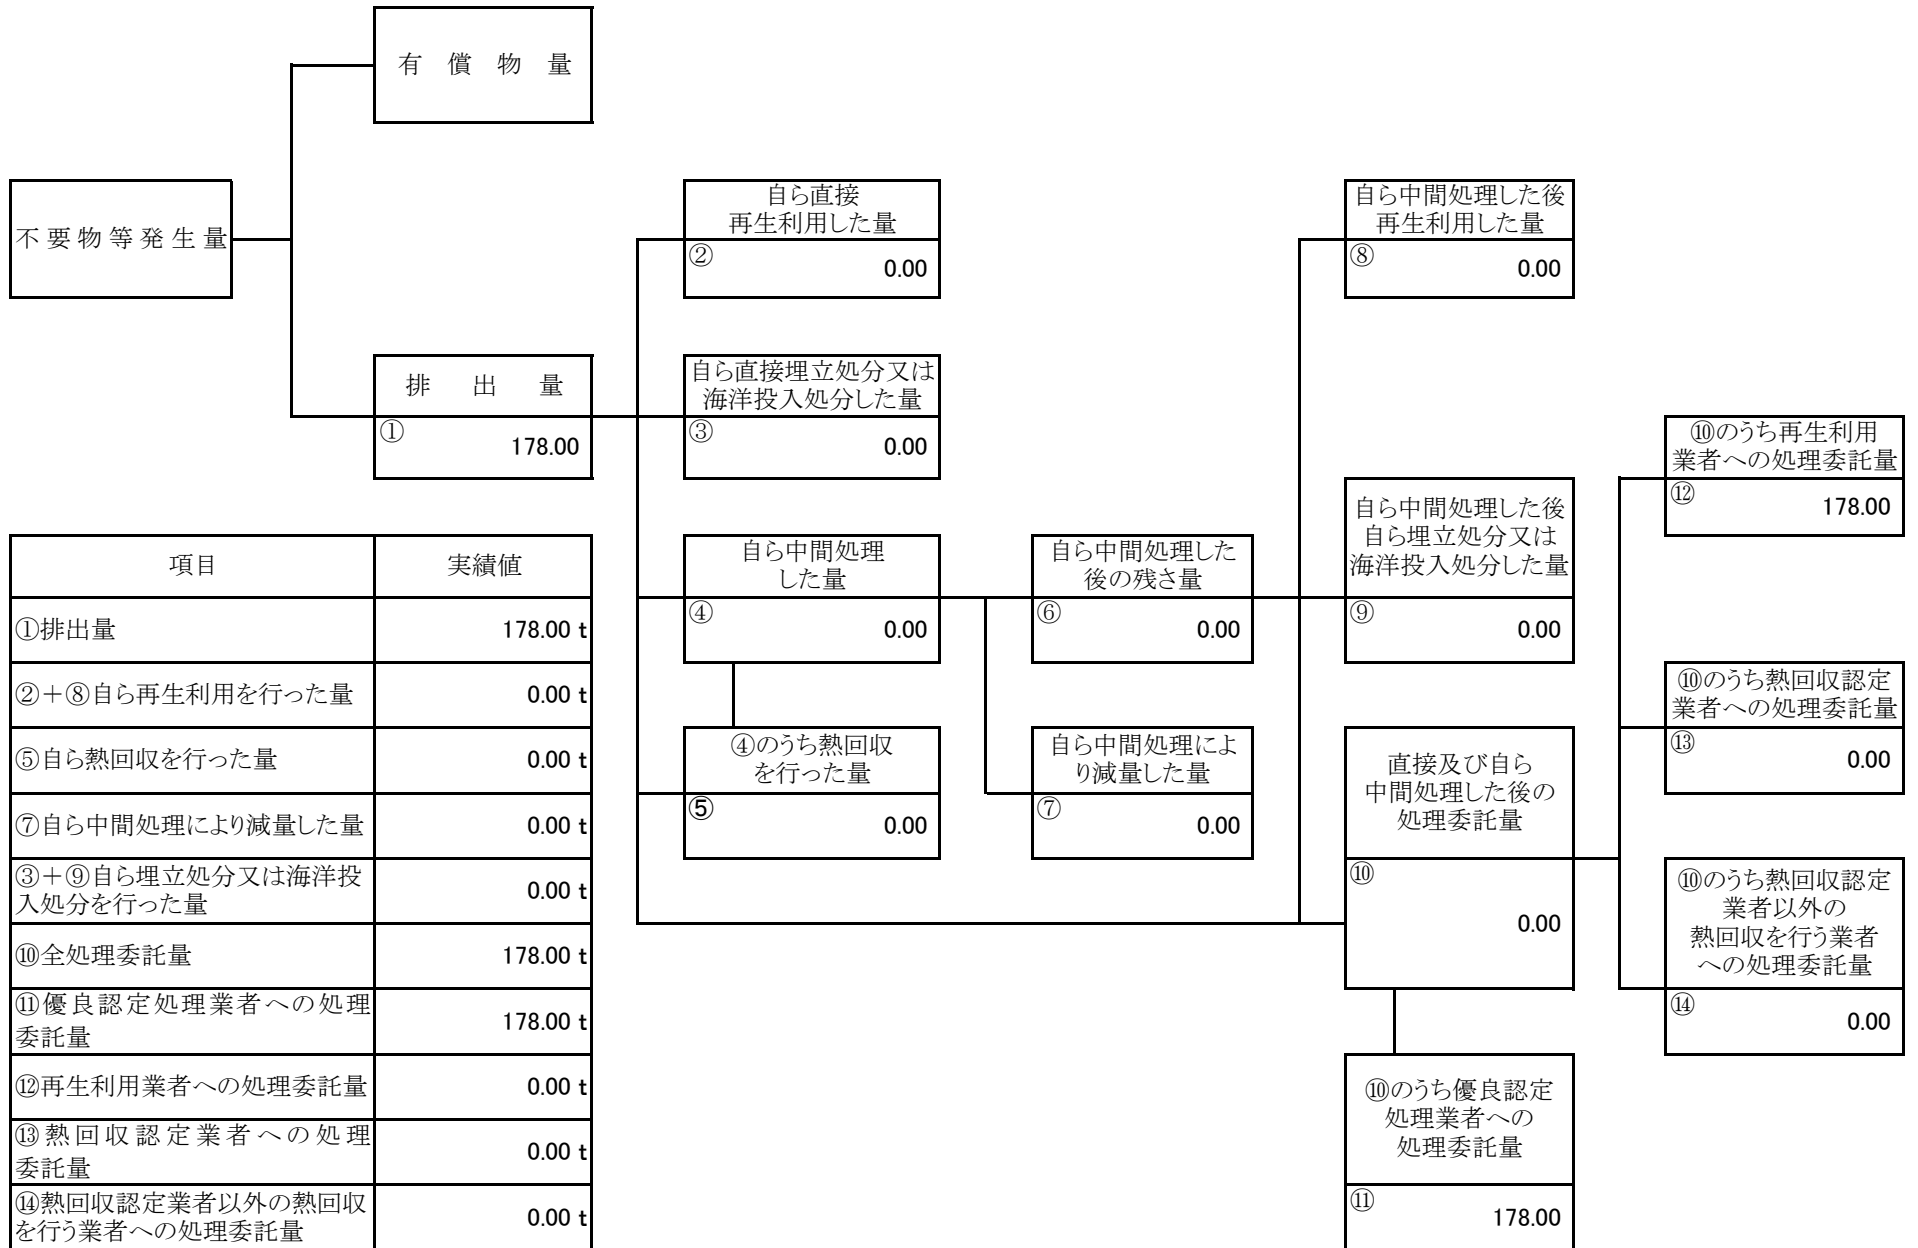 有償物量
不要物等発生量
排出量
①
178.00
自ら直接
再生利用した量
②
0.00
自ら直接埋立処分又は
海洋投入処分した量
③
0.00
自ら中間処理
した量
④
0.00
④のうち熱回収
を行った量
⑤
0.00
自ら中間処理した
後の残さ量
⑥
0.00
自ら中間処理によ
り減量した量
⑦
0.00
自ら中間処理した後
再生利用した量
⑧
0.00
自ら中間処理した後
自ら埋立処分又は
海洋投入処分した量
⑨
0.00
直接及び自ら
中間処理した後の
処理委託量
⑩
0.00
⑩のうち優良認定
処理業者への
処理委託量
⑪
178.00
⑩のうち再生利用
業者への処理委託量
⑫
178.00
⑩のうち熱回収認定
業者への処理委託量
⑬
0.00
⑩のうち熱回収認定
業者以外の
熱回収を行う業者
への処理委託量
⑭
0.00
項目 実績値
①排出量 178.00 t
②＋⑧自ら再生利用を行った量 0.00 t
⑤自ら熱回収を行った量 0.00 t
⑦自ら中間処理により減量した量 0.00 t
③＋⑨自ら埋立処分又は海洋投
入処分を行った量 0.00 t
⑩全処理委託量 178.00 t
⑪優良認定処理業者への処理
委託量 178.00 t
⑫再生利用業者への処理委託量 0.00 t
⑬熱回収認定業者への処理
委託量 0.00 t
⑭熱回収認定業者以外の熱回収
を行う業者への処理委託量 0.00 t